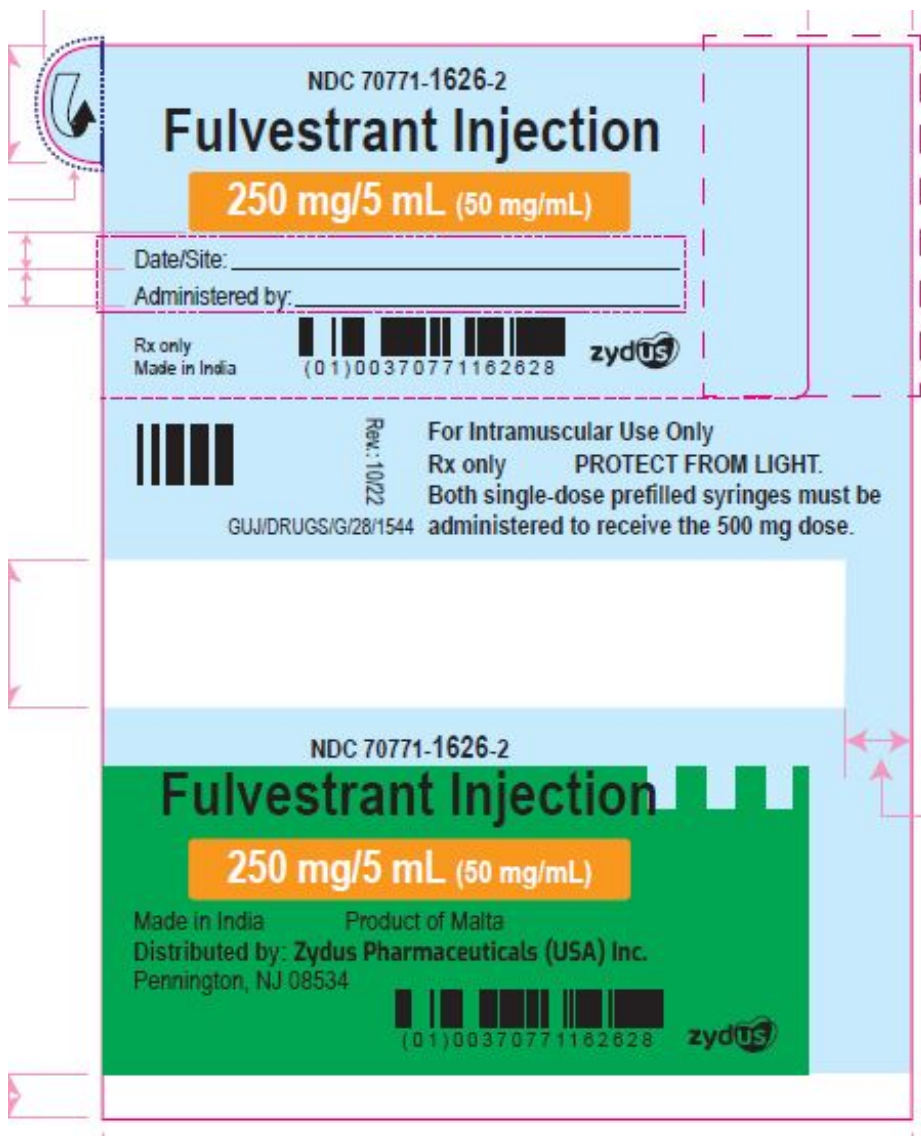 NDC 70771-1626-2
Fulvestrant Injection
250 mg/5 mL (50 mg/mL)
Date/Site:
Administered by:
Rx only
Made in India
(01)00370771162628
zydus
Rev.: 10/22
GUJ/DRUGS/G/28/1544
For Intramuscular Use Only
Rx only PROTECT FROM LIGHT.
Both single-dose prefilled syringes must be
administered to receive the 500 mg dose.
NDC 70771-1626-2
Fulvestrant Injection
250 mg/5 mL (50 mg/mL)
Made in India Product of Malta
Distributed by: Zydus Pharmaceuticals (USA) Inc.
Pennington, NJ 08534
(01)00370771162628
zydus